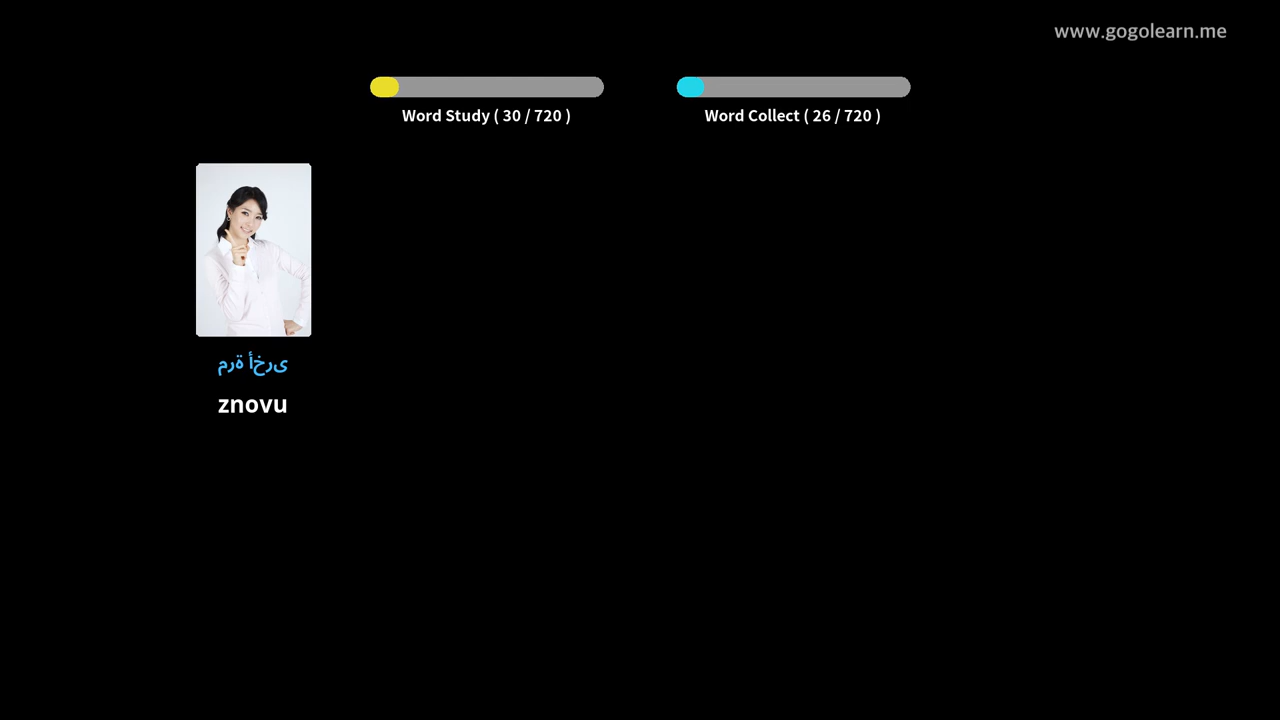 www.gogolearn.me
Word Study ( 30 / 720 )
Word Collect ( 26 / 720 )
مرة أخرى
znovu